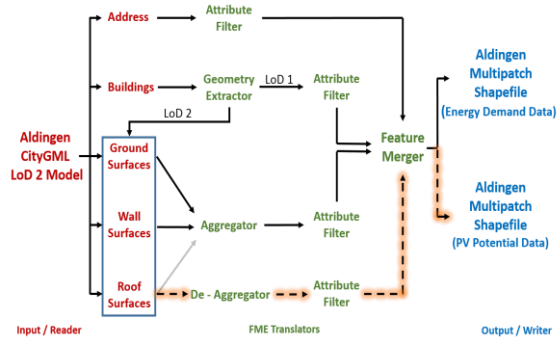 Address
Attribute
Filter
Buildings
Geometry
Extractor
LoD 1
Attribute
Filter
LoD 2
Aldingen
CityGML
LoD 2 Model
Ground
Surfaces
Wall
Surfaces
Roof
Surfaces
Aggregator
Attribute
Filter
De - Aggregator
Attribute
Filter
Feature
Merger
Aldingen
Multipatch
Shapefile
(Energy Demand Data)
Aldingen
Multipatch
Shapefile
(PV Potential Data)
Input / Reader
FME Translators
Output / Writer